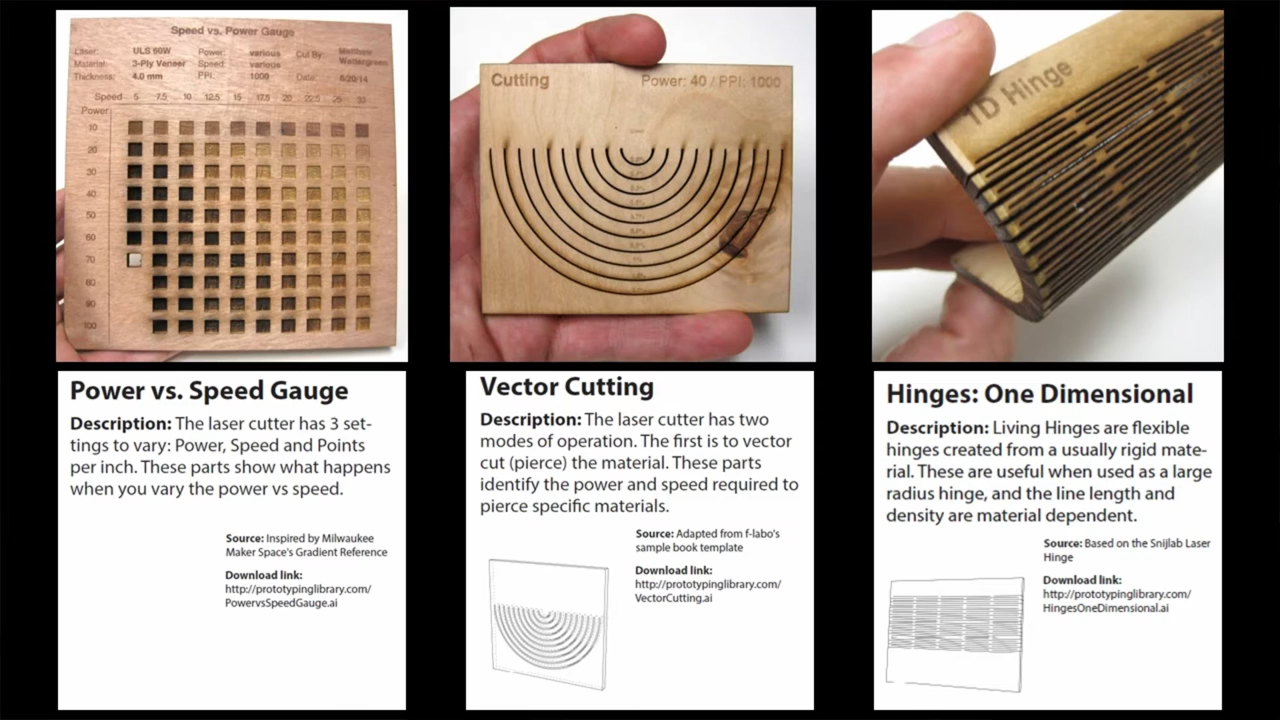 Speed vs. Power Gauge
Laser: ULS 60W Power: various Cut By: Matthew
Material: 3-Ply Veneer Speed: various Wettergreen
Thickness: 4.0 mm PPI: 1000 Date: 5/20/14
Speed 5 7.5 10 12.5 15 17.5 20 22.5 25
Power
10
20
30
40
50
60
70
80
90
100
Cutting Power: 40 / PPI: 1000
1D Hinge
Power vs. Speed Gauge
Description: The laser cutter has 3 set-
tings to vary: Power, Speed and Points
per inch. These parts show what happens
when you vary the power vs speed.
Source: Inspired by Milwaukee
Maker Space's Gradient Reference
Download link:
http://prototypinglibrary.com/
PowervsSpeedGauge.ai
Vector Cutting
Description: The laser cutter has two
modes of operation. The first is to vector
cut (pierce) the material. These parts
identify the power and speed required to
pierce specific materials.
Source: Adapted from f-labo's
sample book template
Download link:
http://prototypinglibrary.com/
VectorCutting.ai
Hinges: One Dimensional
Description: Living Hinges are flexible
hinges created from a usually rigid mate-
rial. These are useful when used as a large
radius hinge, and the line length and
density are material dependent.
Source: Based on the Snijlab Laser
Hinge
Download link:
http://prototypinglibrary.com/
HingesOneDimensional.ai